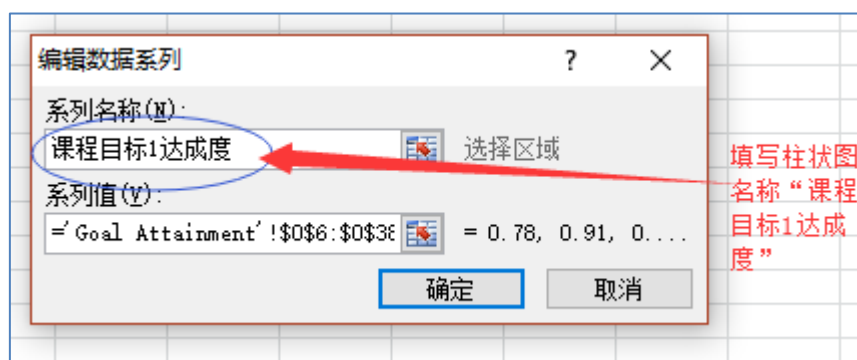 编辑数据系列 ?
系列名称(N):
课程目标1达成度 选择区域
系列值(V):
='Goal Attainment'!$O$6:$O$38 = 0.78, 0.91, 0....
确定 取消
填写柱状图
名称“课程
目标1达成
度”